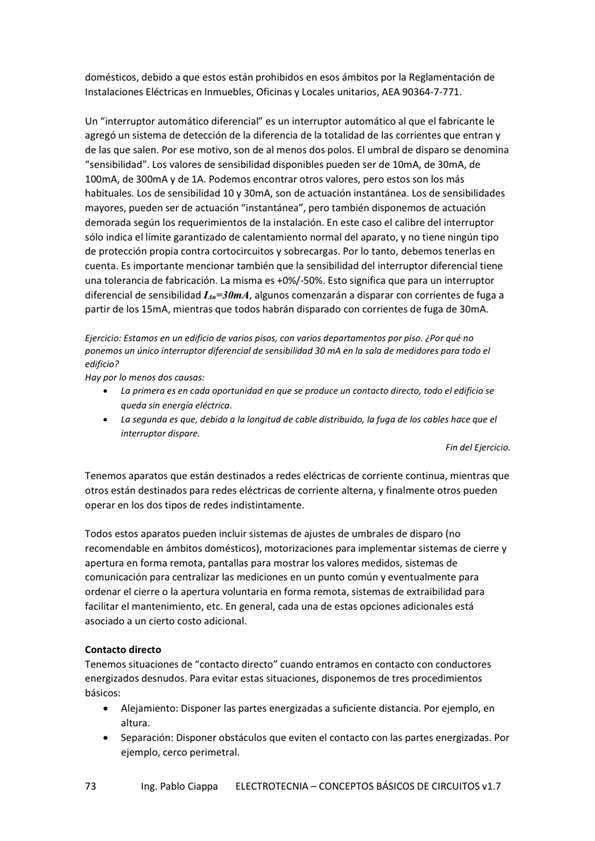 domésticos, debido a que estos están prohibidos en esos ámbitos por la Reglamentación de
Instalaciones Eléctricas en Inmuebles, Oficinas y Locales unitarios, AEA 90364-7-771.
Un “interruptor automático diferencial” es un interruptor automático al que el fabricante le
agregó un sistema de detección de la diferencia de la totalidad de las corrientes que entran y
de las que salen. Por ese motivo, son de al menos dos polos. El umbral de disparo se denomina
“sensibilidad”. Los valores de sensibilidad disponibles pueden ser de 10mA, de 30mA, de
100mA, de 300mA y de 1A. Podemos encontrar otros valores, pero estos son los más
habituales. Los de sensibilidad 10 y 30mA, son de actuación instantánea. Los de sensibilidades
mayores, pueden ser de actuación “instantánea”, pero también disponemos de actuación
demorada según los requerimientos de la instalación. En este caso el calibre del interruptor
sólo indica el límite garantizado de calentamiento normal del aparato, y no tiene ningún tipo
de protección propia contra cortocircuitos y sobrecargas. Por lo tanto, debemos tenerlas en
cuenta. Es importante mencionar también que la sensibilidad del interruptor diferencial tiene
una tolerancia de fabricación. La misma es +0%/-50%. Esto significa que para un interruptor
diferencial de sensibilidad IΔn=30mA, algunos comenzarán a disparar con corrientes de fuga a
partir de los 15mA, mientras que todos habrán disparado con corrientes de fuga de 30mA.
Ejercicio: Estamos en un edificio de varios pisos, con varios departamentos por piso. ¿Por qué no
ponemos un único interruptor diferencial de sensibilidad 30 mA en la sala de medidores para todo el
edificio?
Hay por lo menos dos causas:
• La primera es en cada oportunidad en que se produce un contacto directo, todo el edificio se
queda sin energía eléctrica.
• La segunda es que, debido a la longitud de cable distribuido, la fuga de los cables hace que el
interruptor dispare.
Fin del Ejercicio.
Tenemos aparatos que están destinados a redes eléctricas de corriente continua, mientras que
otros están destinados para redes eléctricas de corriente alterna, y finalmente otros pueden
operar en los dos tipos de redes indistintamente.
Todos estos aparatos pueden incluir sistemas de ajustes de umbrales de disparo (no
recomendable en ámbitos domésticos), motorizaciones para implementar sistemas de cierre y
apertura en forma remota, pantallas para mostrar los valores medidos, sistemas de
comunicación para centralizar las mediciones en un punto común y eventualmente para
ordenar el cierre o la apertura voluntaria en forma remota, sistemas de extraibilidad para
facilitar el mantenimiento, etc. En general, cada una de estas opciones adicionales está
asociado a un cierto costo adicional.
Contacto directo
Tenemos situaciones de “contacto directo” cuando entramos en contacto con conductores
energizados desnudos. Para evitar estas situaciones, disponemos de tres procedimientos
básicos:
• Alejamiento: Disponer las partes energizadas a suficiente distancia. Por ejemplo, en
altura.
• Separación: Disponer obstáculos que eviten el contacto con las partes energizadas. Por
ejemplo, cerco perimetral.
73 Ing. Pablo Ciappa ELECTROTECNIA – CONCEPTOS BÁSICOS DE CIRCUITOS v1.7